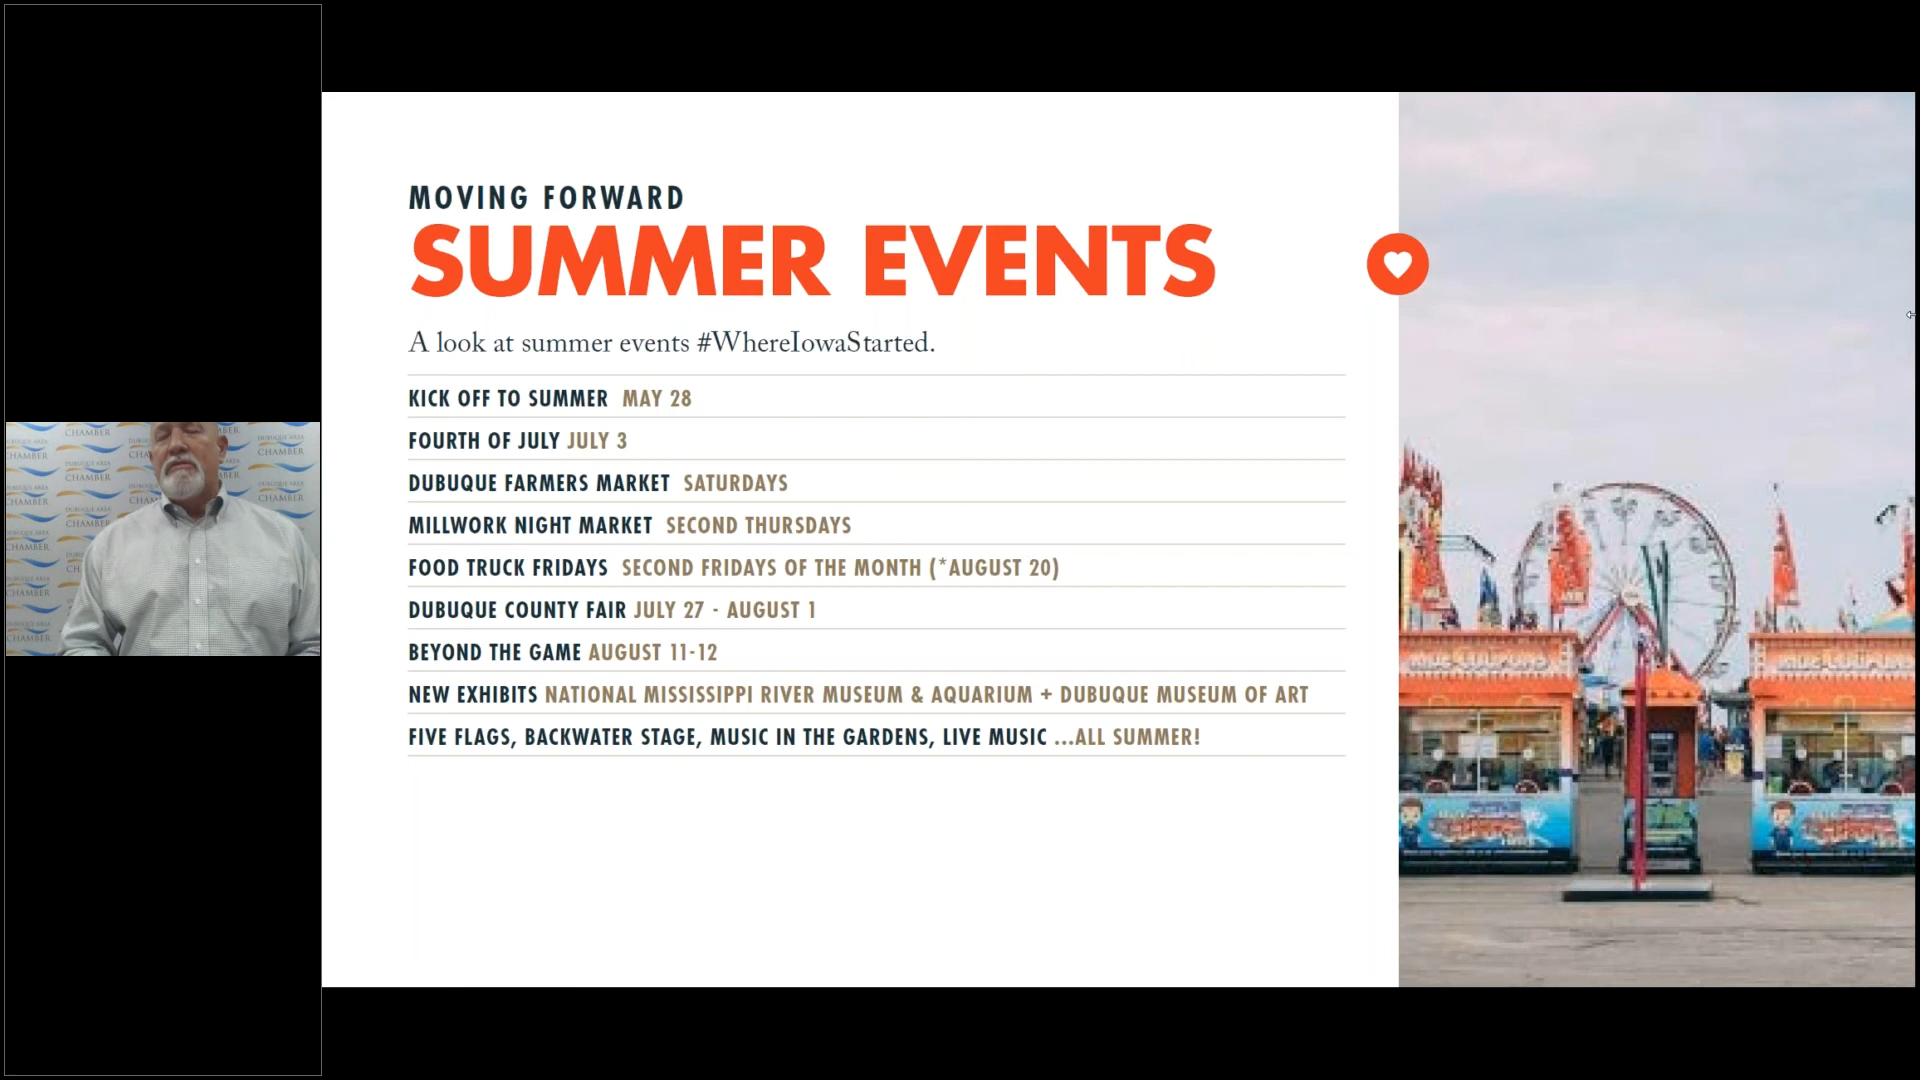 MOVING FORWARD
SUMMER EVENTS
A look at summer events #WhereIowaStarted.
KICK OFF TO SUMMER MAY 28
FOURTH OF JULY JULY 3
DUBUQUE FARMERS MARKET SATURDAYS
MILLWORK NIGHT MARKET SECOND THURSDAYS
FOOD TRUCK FRIDAYS SECOND FRIDAYS OF THE MONTH (*AUGUST 20)
DUBUQUE COUNTY FAIR JULY 27 - AUGUST 1
BEYOND THE GAME AUGUST 11-12
NEW EXHIBITS NATIONAL MISSISSIPPI RIVER MUSEUM & AQUARIUM + DUBUQUE MUSEUM OF ART
FIVE FLAGS, BACKWATER STAGE, MUSIC IN THE GARDENS, LIVE MUSIC ...ALL SUMMER!
DUBUQUE AREA
CHAMBER